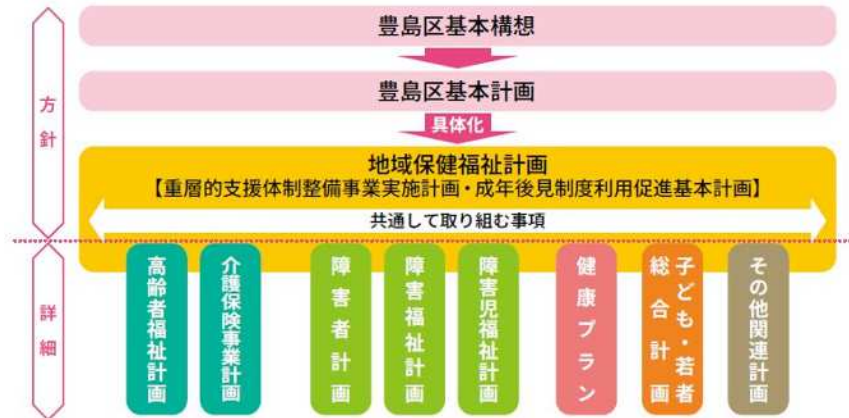 豊島区基本構想
豊島区基本計画
具体化
地域保健福祉計画
【重層的支援体制整備事業実施計画・成年後見制度利用促進基本計画】
共通して取り組む事項
方針
詳細
高齢者福祉計画
介護保険事業計画
障害者計画
障害福祉計画
障害児福祉計画
健康プラン
子ども・若者
総合計画
その他関連計画